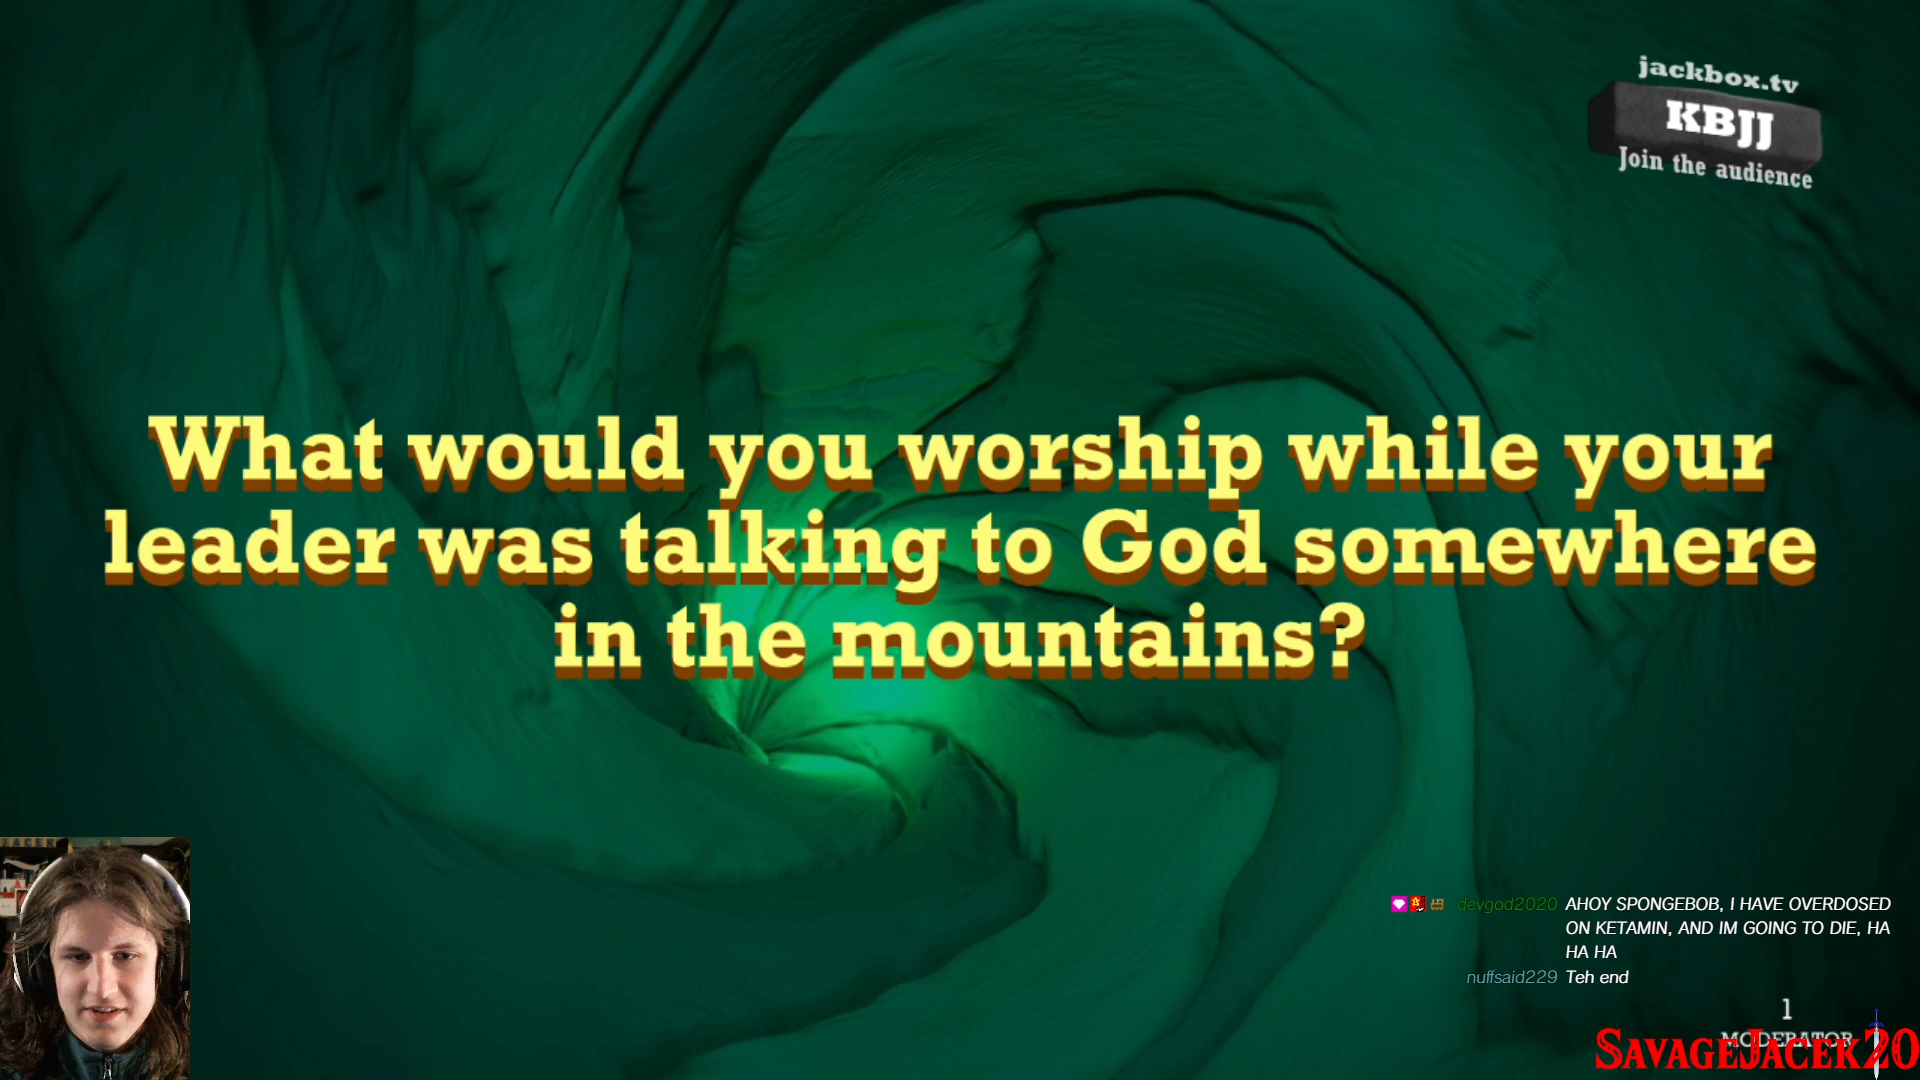 jackbox.tv
KBJJ
Join the audience
What would you worship while your
leader was talking to God somewhere
in the mountains?
devgod2020 AHOY SPONGEBOB, I HAVE OVERDOSED
ON KETAMIN, AND IM GOING TO DIE, HA
HA HA
nuffsaid229 Teh end
1
MODERATOR
SAVAGEJACEK20